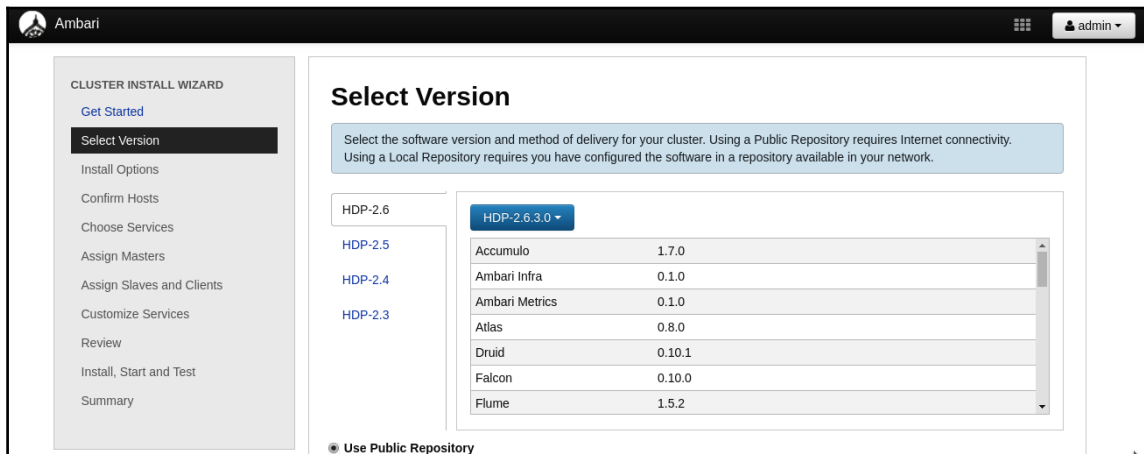 Ambari
admin
CLUSTER INSTALL WIZARD
Get Started
Select Version
Install Options
Confirm Hosts
Choose Services
Assign Masters
Assign Slaves and Clients
Customize Services
Review
Install, Start and Test
Summary
Select Version
Select the software version and method of delivery for your cluster. Using a Public Repository requires Internet connectivity.
Using a Local Repository requires you have configured the software in a repository available in your network.
HDP-2.6
HDP-2.5
HDP-2.4
HDP-2.3
HDP-2.6.3.0
Accumulo 1.7.0
Ambari Infra 0.1.0
Ambari Metrics 0.1.0
Atlas 0.8.0
Druid 0.10.1
Falcon 0.10.0
Flume 1.5.2
Use Public Repository